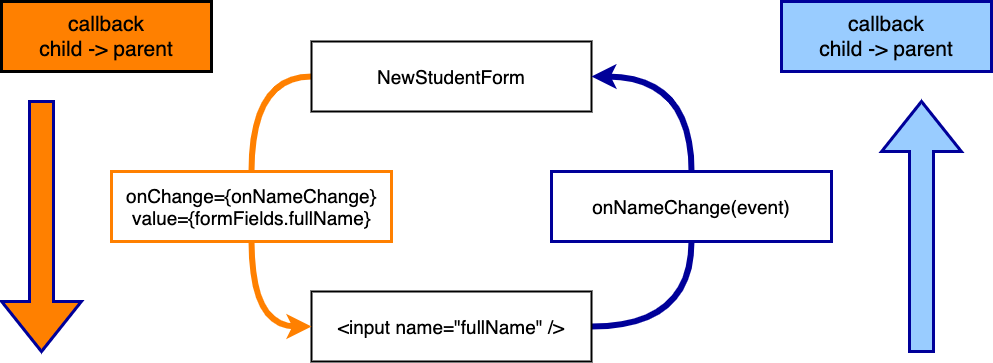 callback
child -> parent
callback
child -> parent
NewStudentForm
onChange={onNameChange}
value={formFields.fullName}
onNameChange(event)
<input name="fullName" />